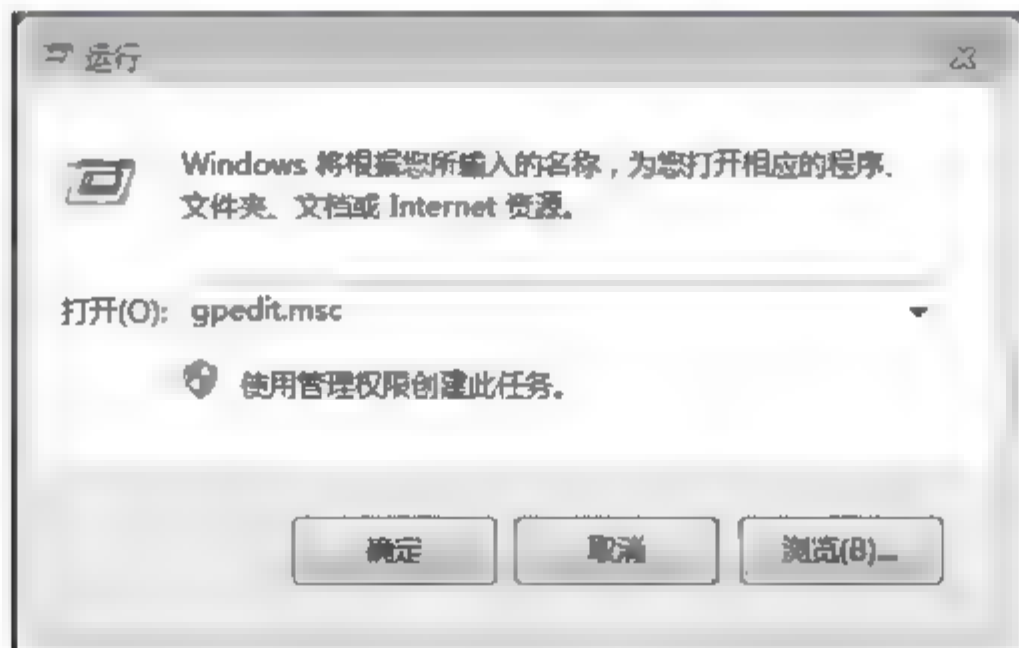 运行
Windows 将根据您所输入的名称，为您打开相应的程序、
文件夹、文档或 Internet 资源。
打开(O): gpedit.msc
使用管理权限创建此任务。
确定 取消 浏览(B)...